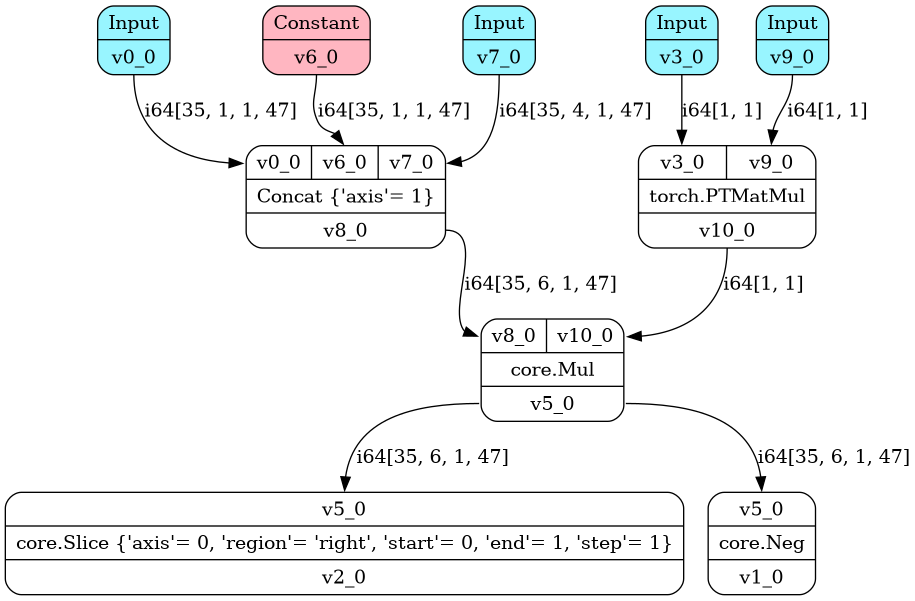 Input
v0_0
Constant
v6_0
Input
v7_0
Input
v3_0
Input
v9_0
i64[35, 1, 1, 47]
i64[35, 1, 1, 47]
i64[35, 4, 1, 47]
i64[1, 1]
i64[1, 1]
v0_0 v6_0 v7_0
Concat {'axis'= 1}
v8_0
v3_0 v9_0
torch.PTMatMul
v10_0
i64[35, 6, 1, 47]
i64[1, 1]
v8_0 v10_0
core.Mul
v5_0
i64[35, 6, 1, 47]
i64[35, 6, 1, 47]
v5_0
core.Slice {'axis'= 0, 'region'= 'right', 'start'= 0, 'end'= 1, 'step'= 1}
v2_0
v5_0
core.Neg
v1_0